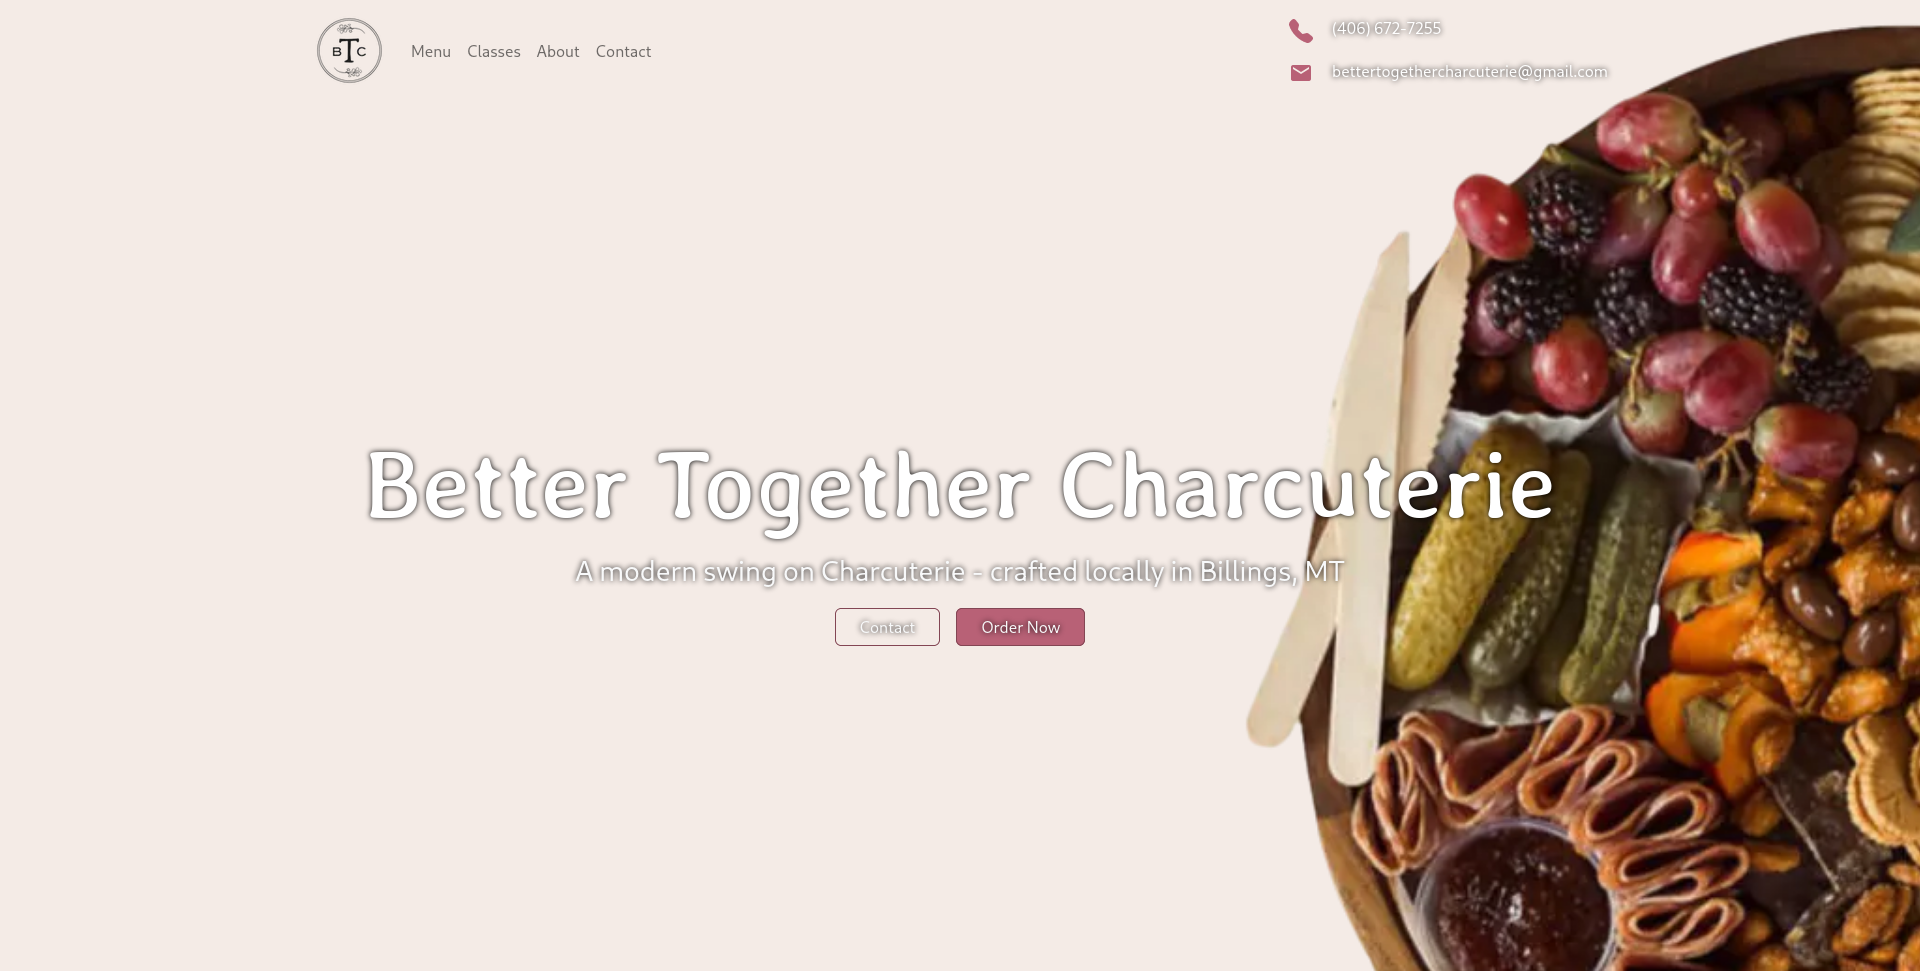 BTC
Menu Classes About Contact
(406) 672-7255
bettertogethercharcuterie@gmail.com
Better Together Charcuterie
A modern swing on Charcuterie - crafted locally in Billings, MT
Contact
Order Now